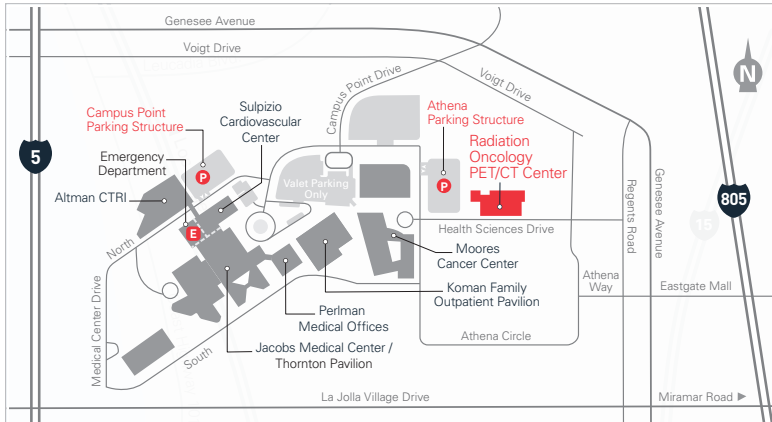 Genesee Avenue
Voigt Drive
Campus Point Drive
Voigt Drive
N
Campus Point
Parking Structure
Sulpizio
Cardiovascular
Center
Athena
Parking Structure
Radiation
Oncology
PET/CT Center
5
Emergency
Department
P
P
Valet Parking
Only
Altman CTRI
805
15
E
North
Health Sciences Drive
Regents Road
Genesee Avenue
Moores
Cancer Center
Koman Family
Outpatient Pavilion
Athena
Way
Eastgate Mall
Medical Center Drive
Perlman
Medical Offices
Athena Circle
South
Jacobs Medical Center /
Thornton Pavilion
La Jolla Village Drive
Miramar Road ▶